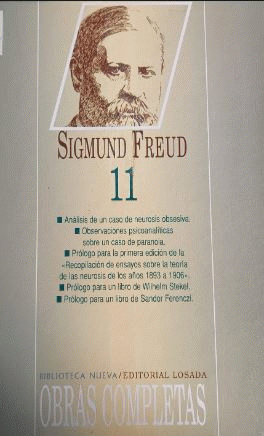 SIGMUND FREUD
11
■ Análisis de un caso de neurosis obsesiva.
■ Observaciones psicoanalíticas
sobre un caso de paranoia.
■ Prólogo para la primera edición de la
«Recopilación de ensayos sobre la teoría
de las neurosis de los años 1893 a 1906».
■ Prólogo para un libro de Wilhelm Stekel.
■ Prólogo para un libro de Sandor Ferenczi.
BIBLIOTECA NUEVA/EDITORIAL LOSADA
OBRAS COMPLETAS